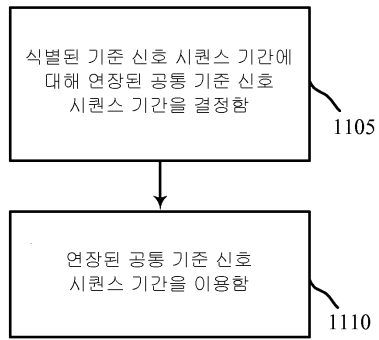 식별된 기준 신호 시퀀스 기간에
대해 연장된 공통 기준 신호
시퀀스 기간을 결정함
1105
연장된 공통 기준 신호
시퀀스 기간을 이용함
1110